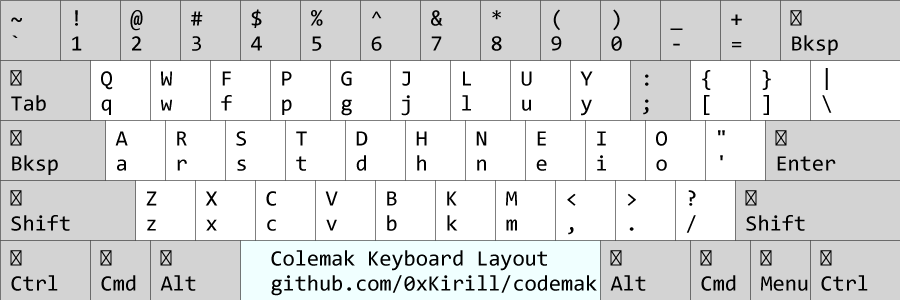 ~ ! @ # $ % ^ & * ( ) _ +
` 1 2 3 4 5 6 7 8 9 0 - = Bksp
Q W F P G J L U Y : { } |
Tab q w f p g j l u y ; [ ] \
A R S T D H N E I O "
Bksp a r s t d h n e i o ' Enter
Z X C V B K M < > ?
Shift z x c v b k m , . / Shift
Colemak Keyboard Layout
Ctrl Cmd Alt github.com/0xKirill/codemak Alt Cmd Menu Ctrl